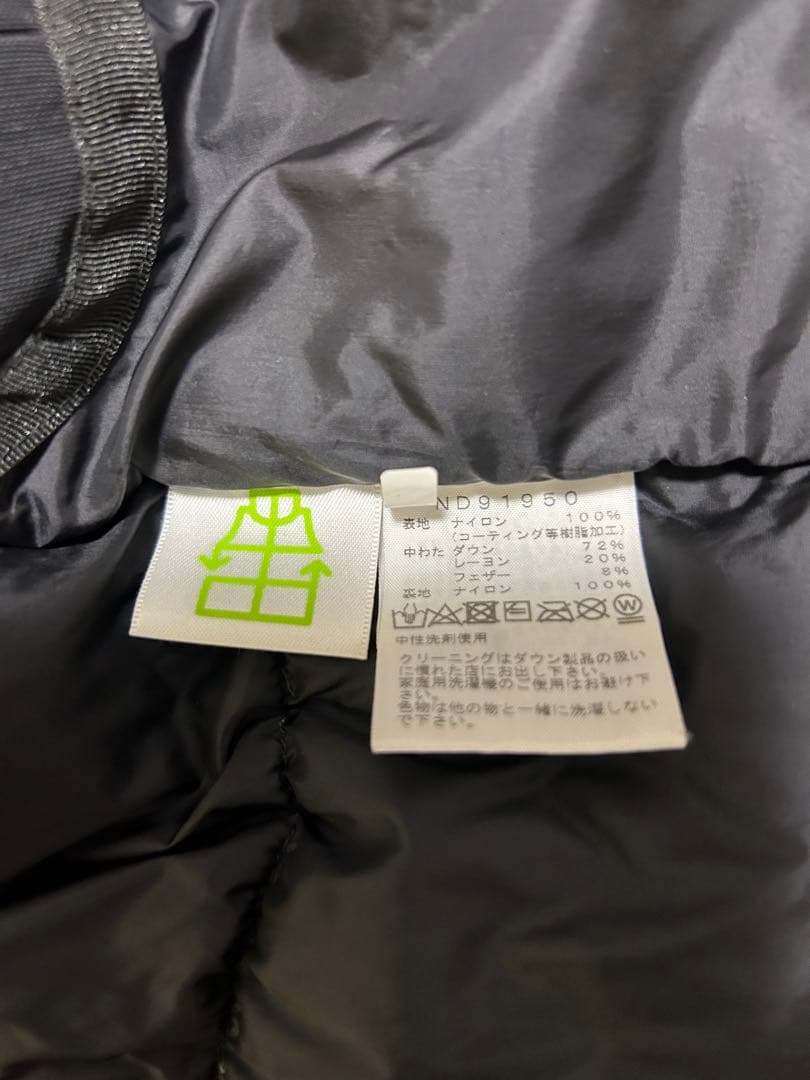 ND91950
表地 ナイロン 100%
(コーティング等樹脂加工)
中わた ダウン 72%
レーヨン 20%
フェザー 8%
裏地 ナイロン 100%
W
中性洗剤使用
クリーニングはダウン製品の扱い
に慣れた店にお出し下さい。
家庭用洗濯機のご使用はお避け下
さい。
色物は他の物と一緒に洗濯しない
で下さい。